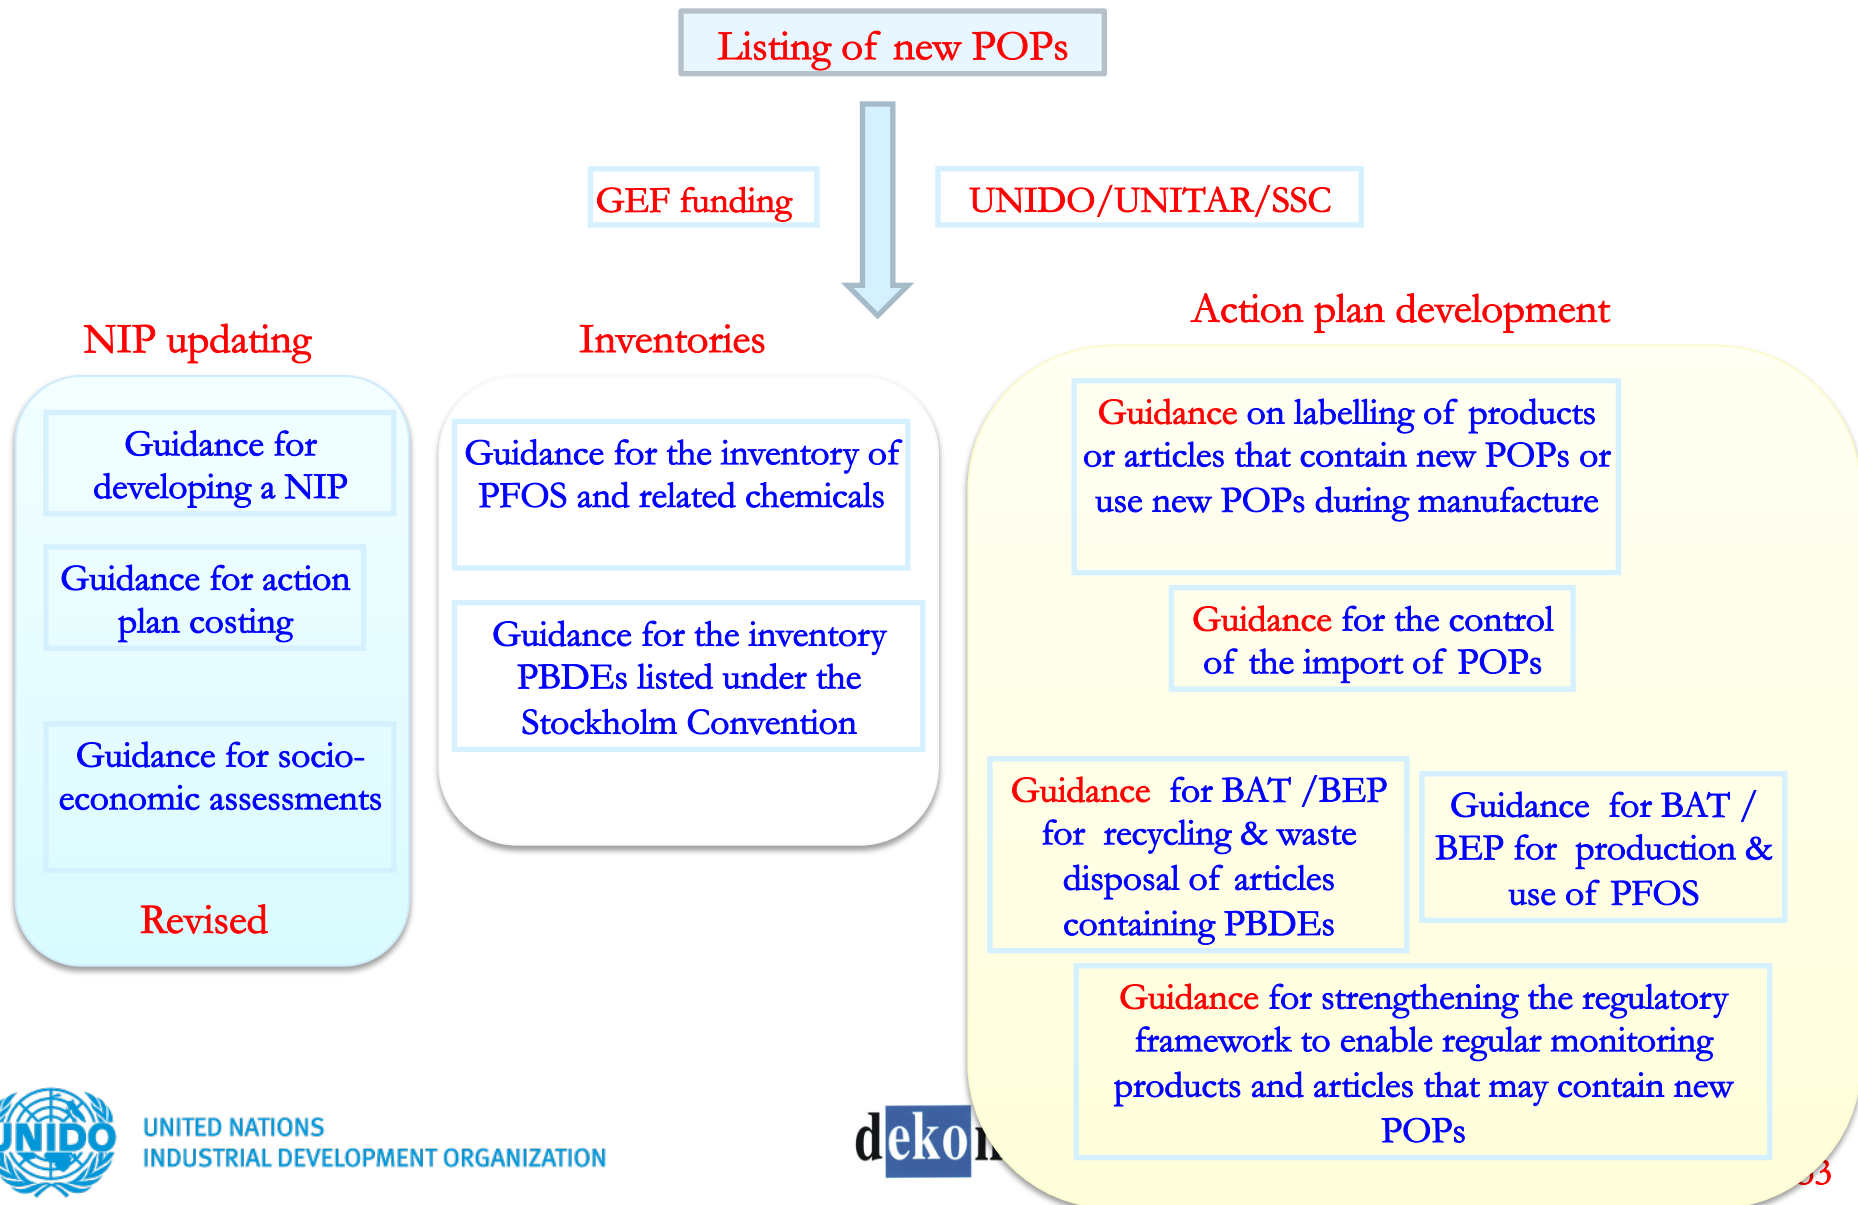 Listing of new POPs
GEF funding
UNIDO/UNITAR/SSC
NIP updating
Guidance for
developing a NIP
Guidance for action
plan costing
Guidance for socio-
economic assessments
Revised
Inventories
Guidance for the inventory of
PFOS and related chemicals
Guidance for the inventory
PBDEs listed under the
Stockholm Convention
Action plan development
Guidance on labelling of products
or articles that contain new POPs or
use new POPs during manufacture
Guidance for the control
of the import of POPs
Guidance for BAT /BEP
for recycling & waste
disposal of articles
containing PBDEs
Guidance for BAT /
BEP for production &
use of PFOS
Guidance for strengthening the regulatory
framework to enable regular monitoring
products and articles that may contain new
POPs
UNIDO
UNITED NATIONS
INDUSTRIAL DEVELOPMENT ORGANIZATION